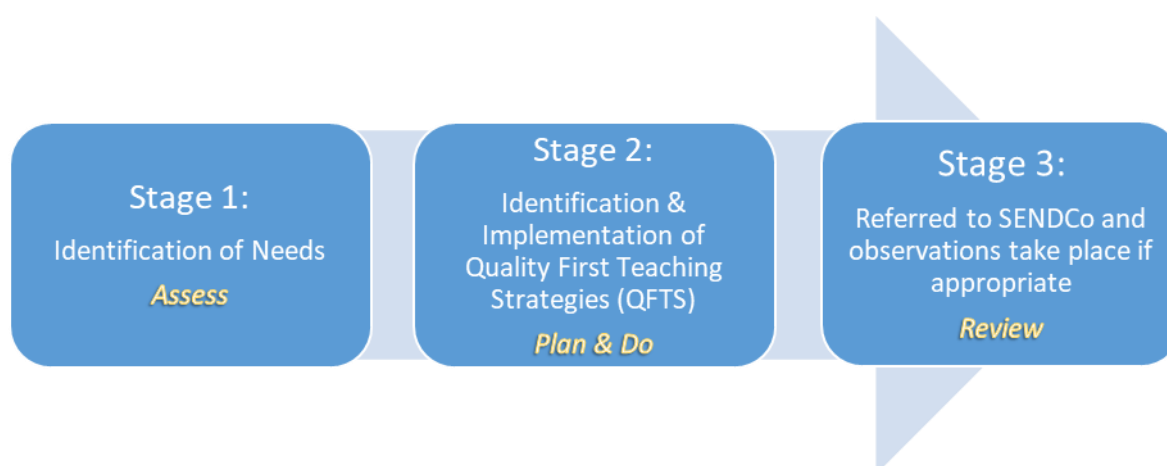 Stage 1:
Identification of Needs
Assess
Stage 2:
Identification &
Implementation of
Quality First Teaching
Strategies (QFTS)
Plan & Do
Stage 3:
Referred to SENDCo and
observations take place if
appropriate
Review